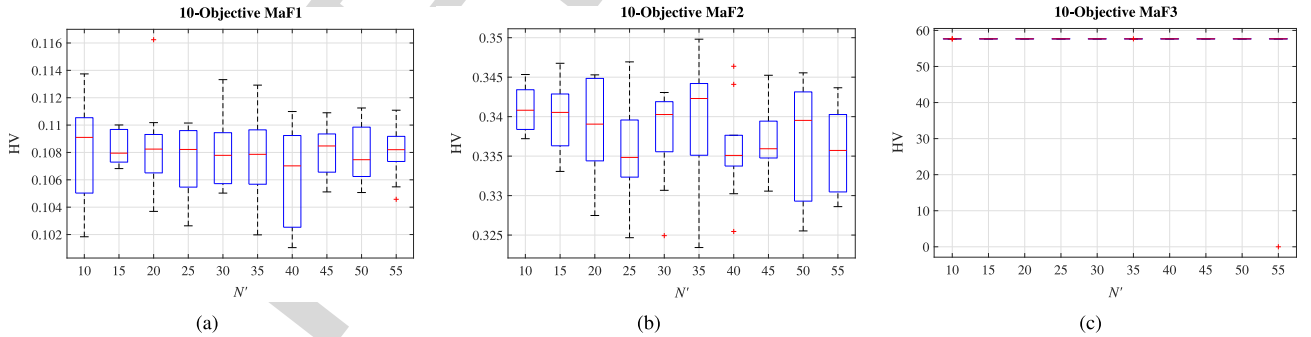 10-Objective MaF1
0.116
0.114
0.112
0.11
0.108
0.106
0.104
0.102
HV
10 15 20 25 30 35 40 45 50 55
N′
(a)
10-Objective MaF2
0.35
0.345
0.34
0.335
0.33
0.325
HV
10 15 20 25 30 35 40 45 50 55
N′
(b)
10-Objective MaF3
60
50
40
30
20
10
0
HV
10 15 20 25 30 35 40 45 50 55
N′
(c)